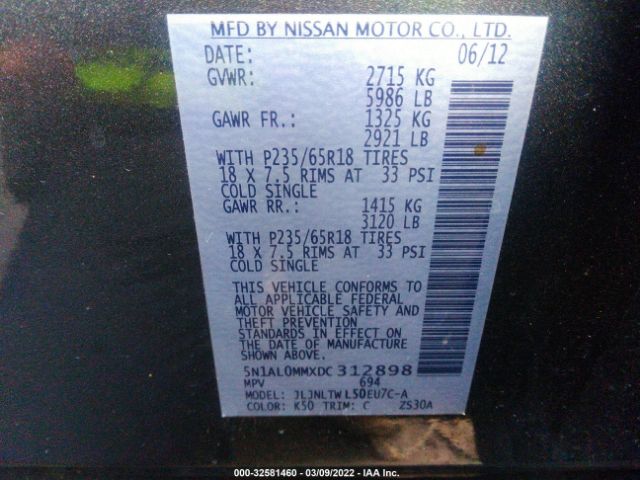 MFD BY NISSAN MOTOR CO., LTD.
DATE: 06/12
GVWR: 2715 KG
5986 LB
GAWR FR.: 1325 KG
2921 LB
WITH P235/65R18 TIRES
18 X 7.5 RIMS AT 33 PSI
COLD SINGLE
GAWR RR.: 1415 KG
3120 LB
WITH P235/65R18 TIRES
18 X 7.5 RIMS AT 33 PSI
COLD SINGLE
THIS VEHICLE CONFORMS TO
ALL APPLICABLE FEDERAL
MOTOR VEHICLE SAFETY AND
THEFT PREVENTION
STANDARDS IN EFFECT ON
THE DATE OF MANUFACTURE
SHOWN ABOVE.
5N1AL0MMXDC312898
MPV 694
MODEL: JLJNLTWL50EU7C-A
COLOR: K50 TRIM: C ZS30A
000-32581460 - 03/09/2022 - IAA Inc.